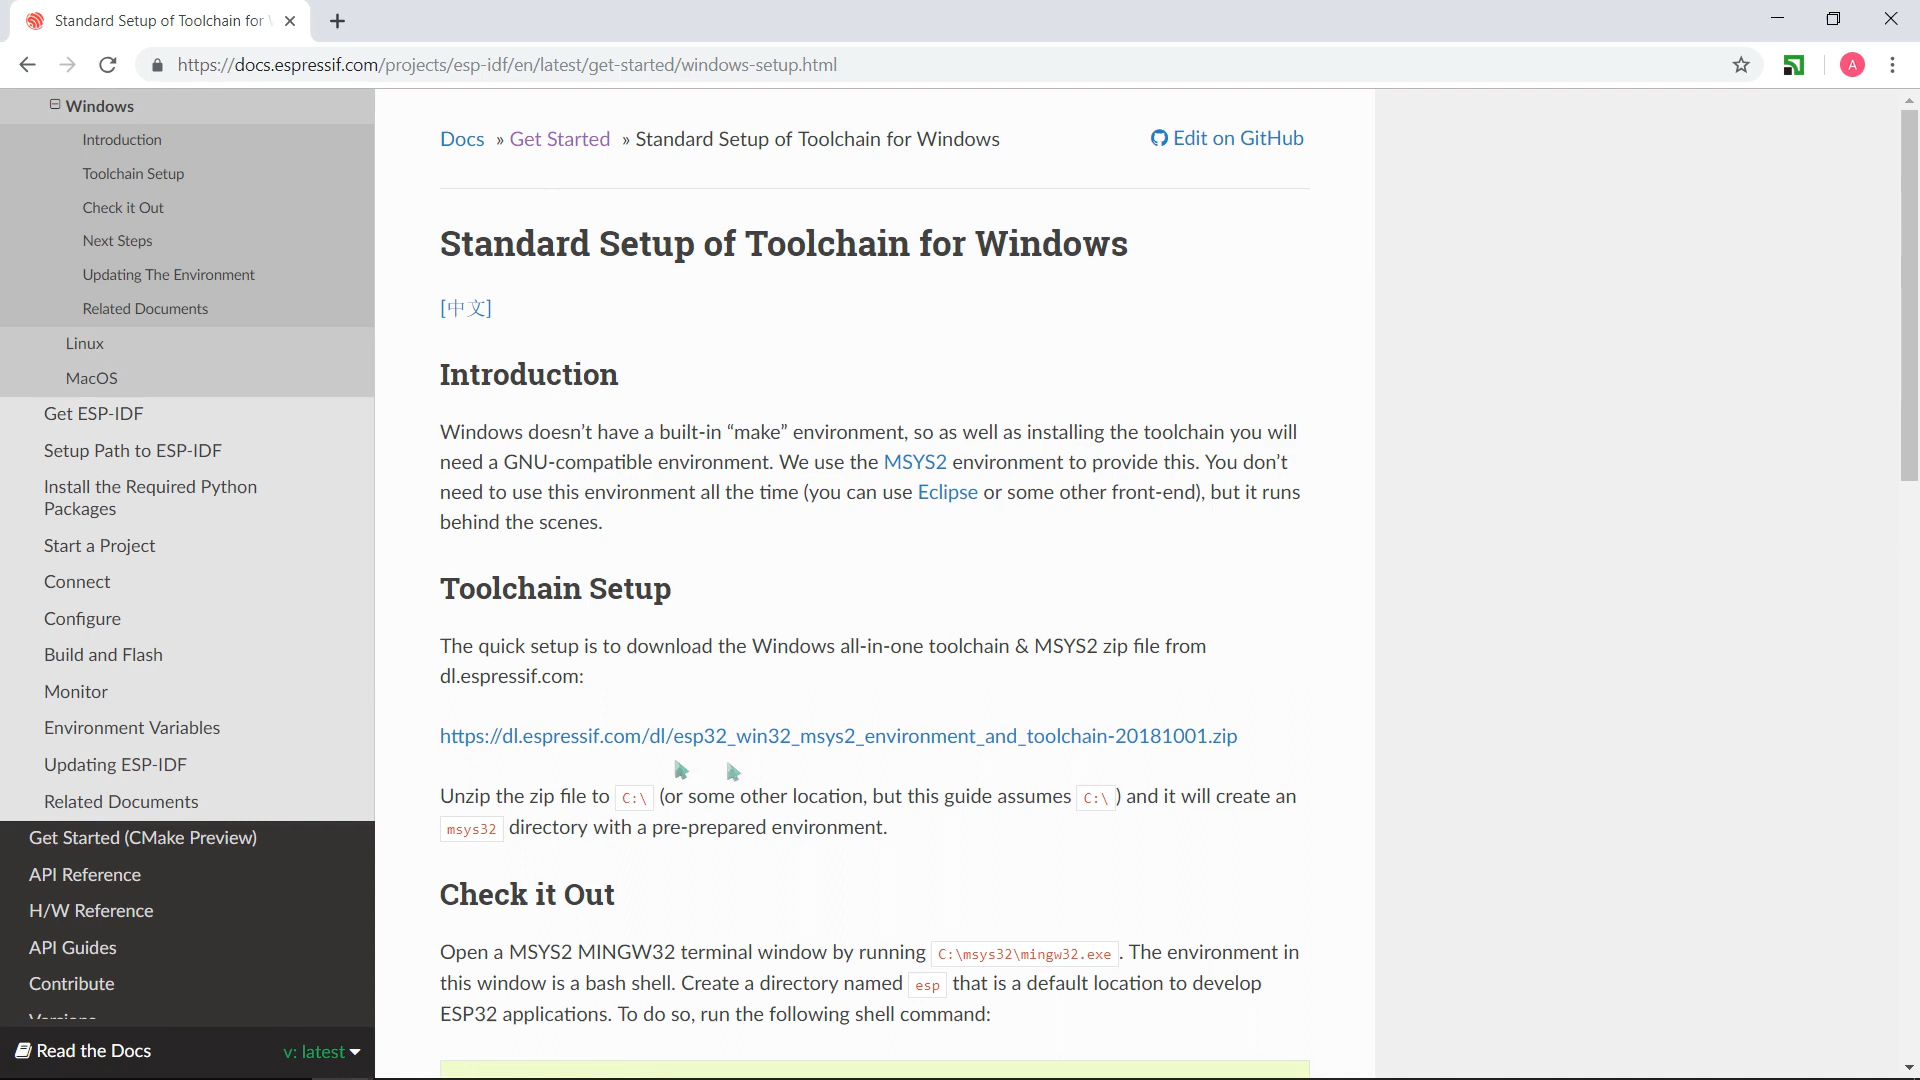 Standard Setup of Toolchain for
https://docs.espressif.com/projects/esp-idf/en/latest/get-started/windows-setup.html
A
Windows
Introduction
Toolchain Setup
Check it Out
Next Steps
Updating The Environment
Related Documents
Linux
MacOS
Get ESP-IDF
Setup Path to ESP-IDF
Install the Required Python
Packages
Start a Project
Connect
Configure
Build and Flash
Monitor
Environment Variables
Updating ESP-IDF
Related Documents
Get Started (CMake Preview)
API Reference
H/W Reference
API Guides
Contribute
Read the Docs
v: latest
Docs » Get Started » Standard Setup of Toolchain for Windows
Edit on GitHub
Standard Setup of Toolchain for Windows
[中文]
Introduction
Windows doesn’t have a built-in “make” environment, so as well as installing the toolchain you will
need a GNU-compatible environment. We use the MSYS2 environment to provide this. You don’t
need to use this environment all the time (you can use Eclipse or some other front-end), but it runs
behind the scenes.
Toolchain Setup
The quick setup is to download the Windows all-in-one toolchain & MSYS2 zip file from
dl.espressif.com:
https://dl.espressif.com/dl/esp32_win32_msys2_environment_and_toolchain-20181001.zip
Unzip the zip file to C:\ (or some other location, but this guide assumes C:\ ) and it will create an
msys32 directory with a pre-prepared environment.
Check it Out
Open a MSYS2 MINGW32 terminal window by running C:\msys32\mingw32.exe . The environment in
this window is a bash shell. Create a directory named esp that is a default location to develop
ESP32 applications. To do so, run the following shell command: